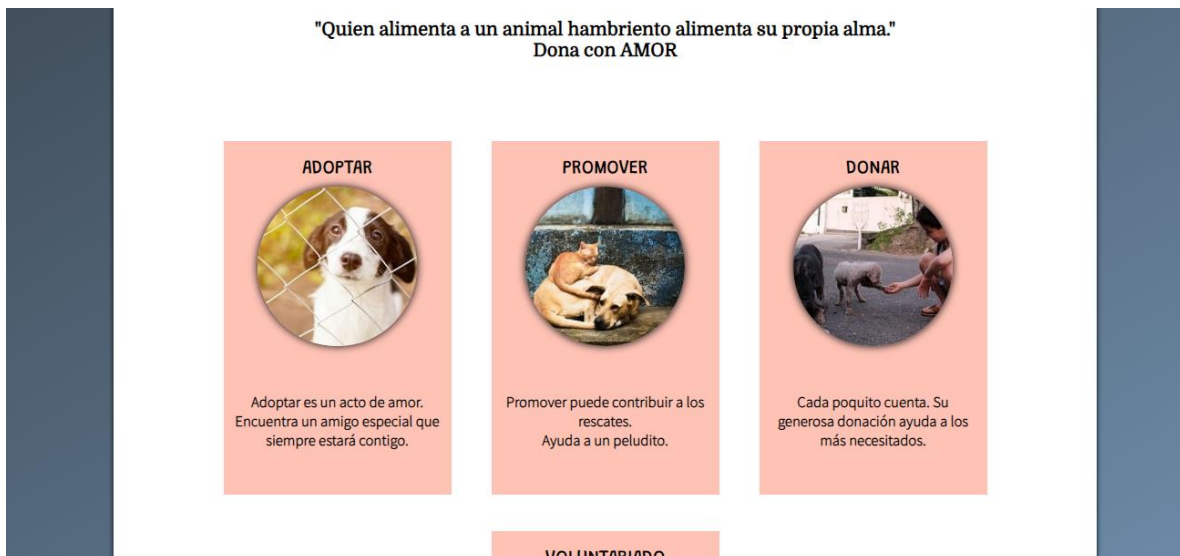 "Quien alimenta a un animal hambriento alimenta su propia alma."
Dona con AMOR
ADOPTAR
Adoptar es un acto de amor.
Encuentra un amigo especial que
siempre estará contigo.
PROMOVER
Promover puede contribuir a los
rescates.
Ayuda a un peludito.
DONAR
Cada poquito cuenta. Su
generosa donación ayuda a los
más necesitados.
VOLUNTARIADO